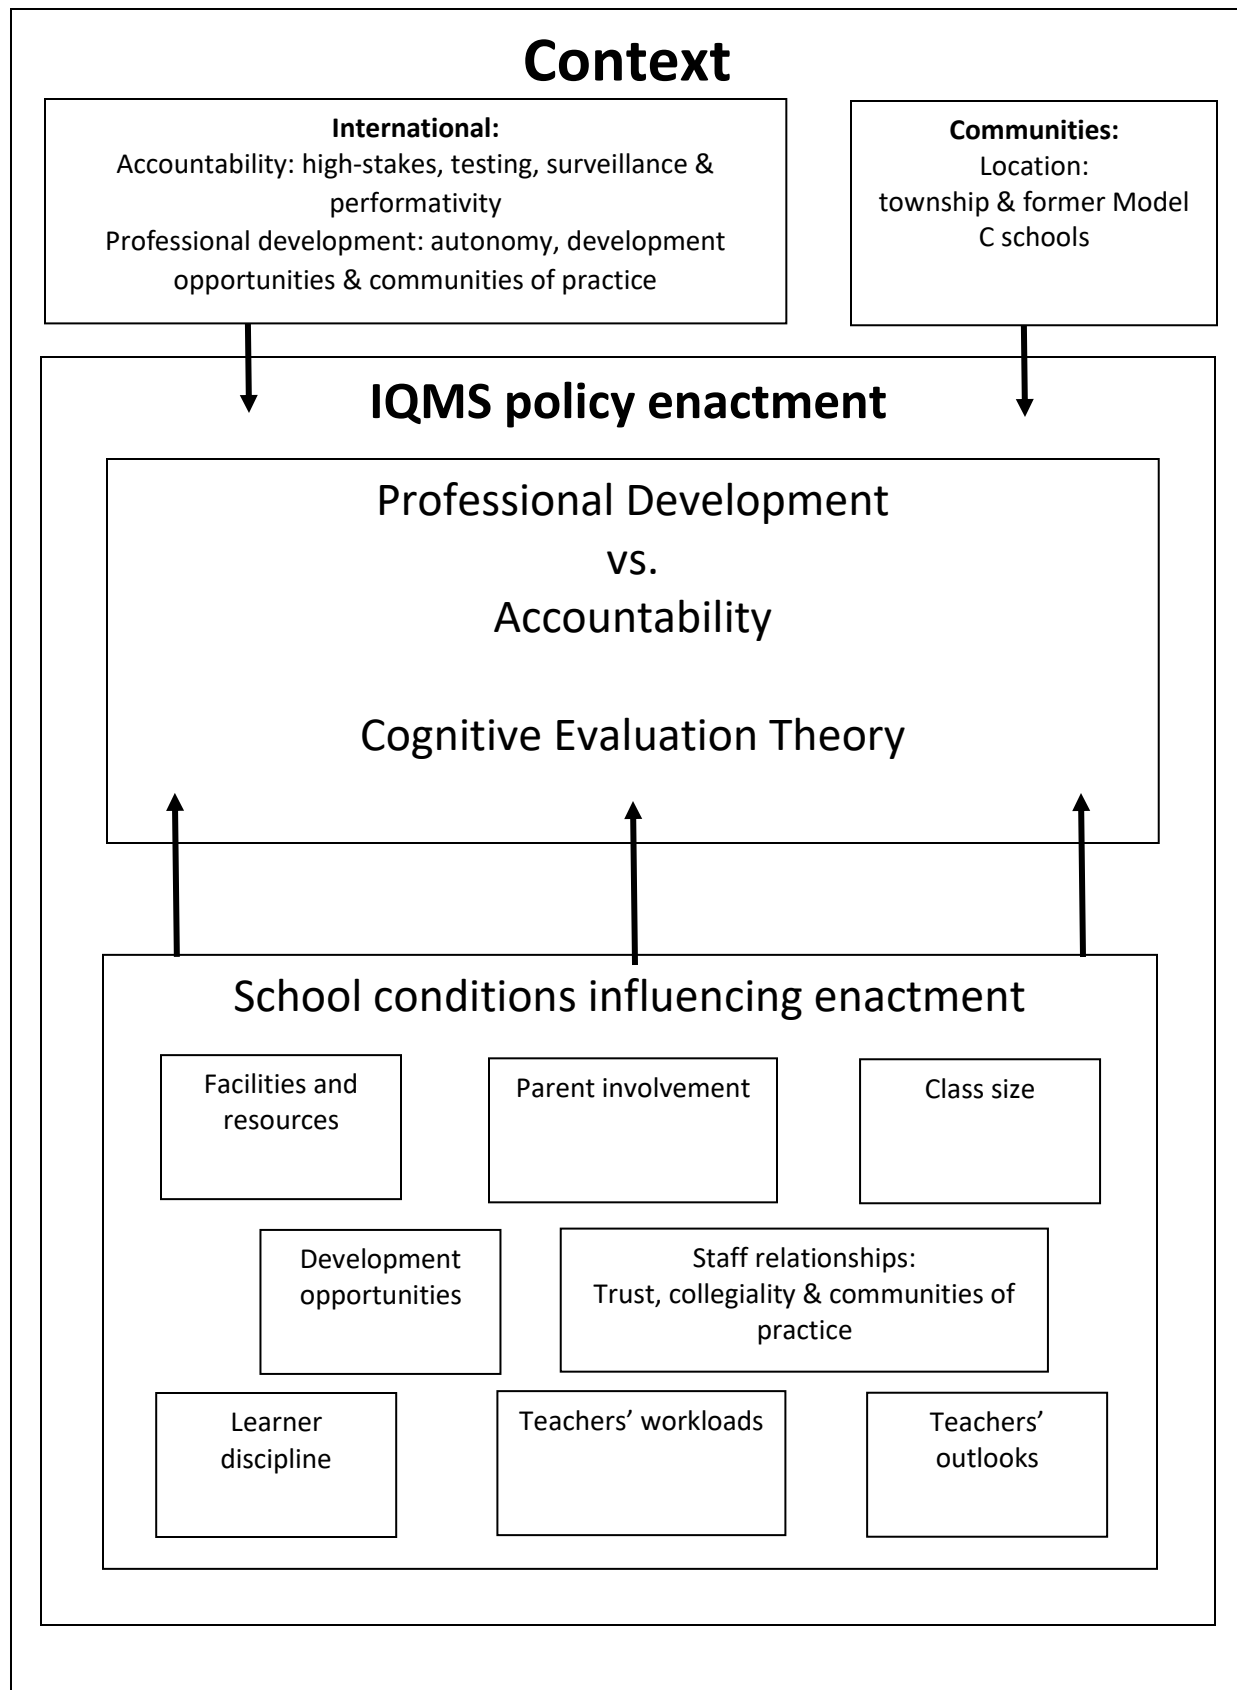 Context
International:
Accountability: high-stakes, testing, surveillance &
performativity
Professional development: autonomy, development
opportunities & communities of practice
Communities:
Location:
township & former Model
C schools
IQMS policy enactment
Professional Development
vs.
Accountability
Cognitive Evaluation Theory
School conditions influencing enactment
Facilities and
resources
Parent involvement
Class size
Development
opportunities
Staff relationships:
Trust, collegiality & communities of
practice
Learner
discipline
Teachers’ workloads
Teachers’
outlooks